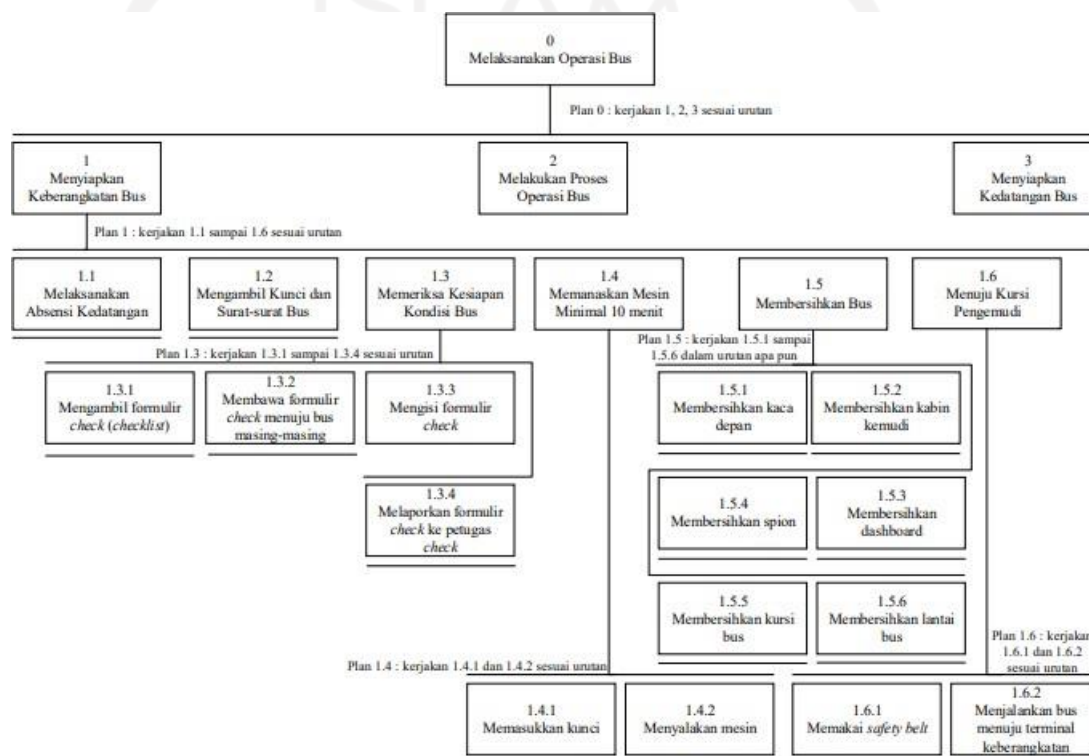 ISLAM
0
Melaksanakan Operasi Bus
Plan 0 : kerjakan 1, 2, 3 sesuai urutan
1
Menyiapkan
Keberangkatan Bus
2
Melakukan Proses
Operasi Bus
3
Menyiapkan
Kedatangan Bus
Plan 1 : kerjakan 1.1 sampai 1.6 sesuai urutan
1.1
Melaksanakan
Absensi Kedatangan
1.2
Mengambil Kunci dan
Surat-surat Bus
1.3
Memeriksa Kesiapan
Kondisi Bus
1.4
Memanaskan Mesin
Minimal 10 menit
1.5
Membersihkan Bus
1.6
Menuju Kursi
Pengemudi
Plan 1.3 : kerjakan 1.3.1 sampai 1.3.4 sesuai urutan
Plan 1.5 : kerjakan 1.5.1 sampai
1.5.6 dalam urutan apa pun
1.3.1
Mengambil formulir
check (checklist)
1.3.2
Membawa formulir
check menuju bus
masing-masing
1.3.3
Mengisi formulir
check
1.5.1
Membersihkan kaca
depan
1.5.2
Membersihkan kabin
kemudi
1.3.4
Melaporkan formulir
check ke petugas
check
1.5.4
Membersihkan spion
1.5.3
Membersihkan
dashboard
1.5.5
Membersihkan kursi
bus
1.5.6
Membersihkan lantai
bus
Plan 1.4 : kerjakan 1.4.1 dan 1.4.2 sesuai urutan
Plan 1.6 : kerjakan
1.6.1 dan 1.6.2
sesuai urutan
1.4.1
Memasukkan kunci
1.4.2
Menyalakan mesin
1.6.1
Memakai safety belt
1.6.2
Menjalankan bus
menuju terminal
keberangkatan